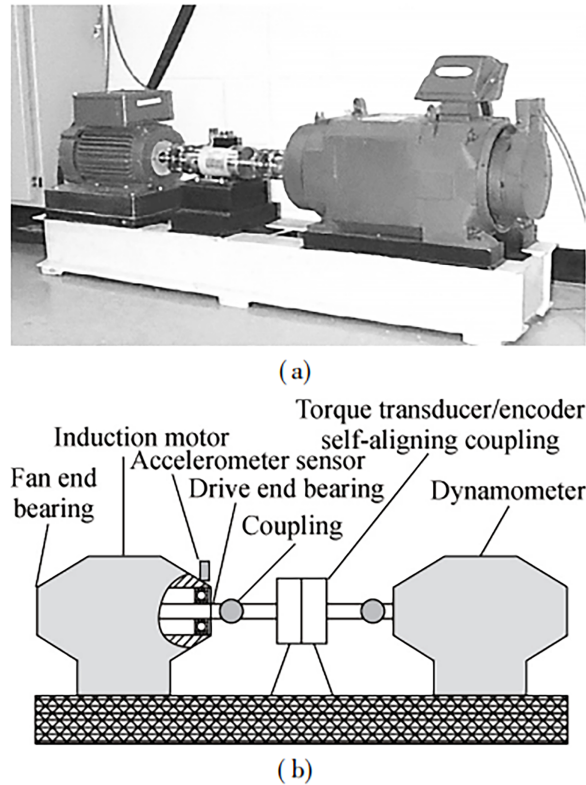 (a)
Torque transducer/encoder
self-aligning coupling
Induction motor
Accelerometer sensor
Fan end
bearing
Drive end bearing
Dynamometer
Coupling
(b)